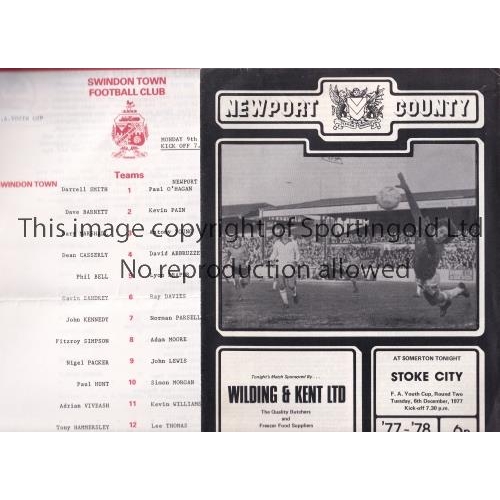 SWINDON TOWN
FOOTBALL CLUB
MONDAY 9th
KICK OFF 7.
Teams
SWINDON TOWN NEWPORT
Darrell SMITH 1 Paul O'HAGAN
Dave BARNETT 2 Kevin PAIN
3
Dean CASSERLY 4 David ABBRUZZE
Phil BELL 5
6 Ray DAVIES
John KENNEDY 7 Norman PARSELL
Fitzroy SIMPSON 8 Adam MOORE
Nigel PACKER 9 John LEWIS
Paul HUNT 10 Simon MORGAN
Adrian VIVEASH 11 Kevin WILLIAMS
Tony HAMMERSLEY 12 Lee THOMAS
NEWPORT COUNTY
This image copyright of Sportingold Limited
No reproduction allowed
Tonight's Match Sponsored By . . .
WILDING & KENT LTD
The Quality Butchers
and
Freezer Food Suppliers
AT SOMERTON TONIGHT
STOKE CITY
F. A. Youth Cup, Round Two
Tuesday, 6th December, 1977
Kick-off 7.30 p.m.
'77-'78 6p